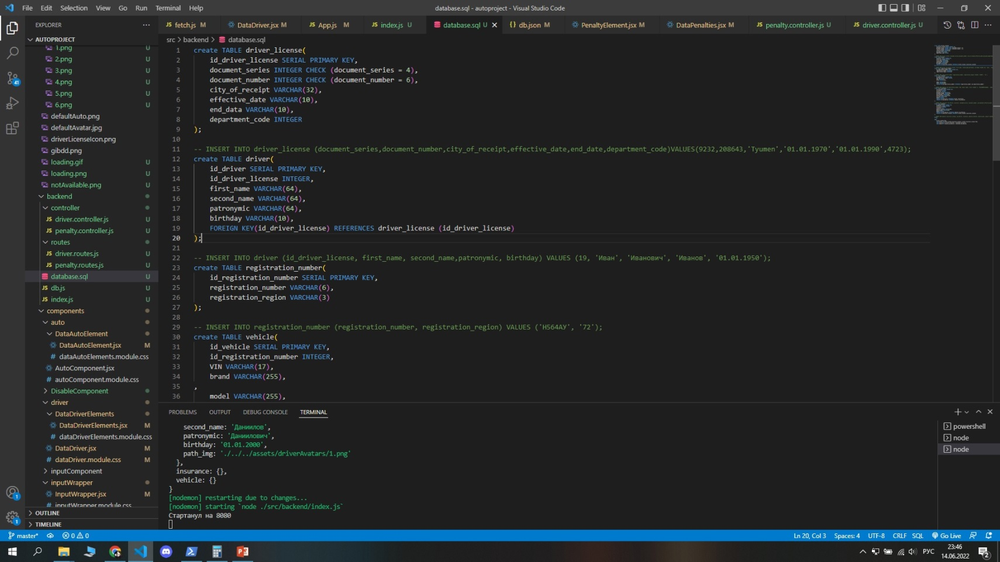 File Edit Selection View Go Run Terminal Help
database.sql - autoproject - Visual Studio Code
EXPLORER
AUTOPROJECT
1.png U
2.png U
3.png U
4.png U
5.png U
6.png U
defaultAuto.png
defaultAvatar.jpg
driverLicenseIcon.png
gibdd.png
loading.gif U
loading.png U
notAvailable.png U
backend
controller
JS driver.controller.js U
JS penalty.controller.js U
routes
JS driver.routes.js U
JS penalty.routes.js U
database.sql U
JS db.js U
JS index.js U
components
auto
DataAutoElement
DataAutoElement.jsx M
# dataAutoElements.module.css
AutoComponent.jsx
# autoComponent.module.css
DisableComponent
driver
DataDriverElements
DataDriverElements.jsx M
# dataDriverElements.module.css
DataDriver.jsx M
# dataDriver.module.css M
inputComponent
inputWrapper
InputWrapper.jsx M
inputWrapper.module.css
OUTLINE
TIMELINE
41
1
1
JS fetch.js M
DataDriver.jsx M
JS App.js M
JS index.js U
database.sql U
{} db.json M
PenaltyElement.jsx M
DataPenalties.jsx M
JS penalty.controller.js U
JS driver.controller.js U
src > backend > database.sql
1 create TABLE driver_license(
2 id_driver_license SERIAL PRIMARY KEY,
3 document_series INTEGER CHECK (document_series = 4),
4 document_number INTEGER CHECK (document_number = 6),
5 city_of_receipt VARCHAR(32),
6 effective_date VARCHAR(10),
7 end_data VARCHAR(10),
8 department_code INTEGER
9 );
10
11 -- INSERT INTO driver_license (document_series,document_number,city_of_receipt,effective_date,end_date,department_code)VALUES(9232,208643,'Tyumen','01.01.1970','01.01.1990',4723);
12 create TABLE driver(
13 id_driver SERIAL PRIMARY KEY,
14 id_driver_license INTEGER,
15 first_name VARCHAR(64),
16 second_name VARCHAR(64),
17 patronymic VARCHAR(64),
18 birthday VARCHAR(10),
19 FOREIGN KEY(id_driver_license) REFERENCES driver_license (id_driver_license)
20 );
21
22 -- INSERT INTO driver (id_driver_license, first_name, second_name,patronymic, birthday) VALUES (19, 'Иван', 'Иванович', 'Иванов', '01.01.1950');
23 create TABLE registration_number(
24 id_registration_number SERIAL PRIMARY KEY,
25 registration_number VARCHAR(6),
26 registration_region VARCHAR(3)
27 );
28
29 -- INSERT INTO registration_number (registration_number, registration_region) VALUES ('Н564АУ', '72');
30 create TABLE vehicle(
31 id_vehicle SERIAL PRIMARY KEY,
32 id_registration_number INTEGER,
33 VIN VARCHAR(17),
34 brand VARCHAR(255),
35 ,
36 model VARCHAR(255),
PROBLEMS OUTPUT DEBUG CONSOLE TERMINAL
second_name: 'Даниилов',
patronymic: 'Даниилович',
birthday: '01.01.2000',
path_img: './../../assets/driverAvatars/1.png'
},
insurance: {},
vehicle: {}
}
[nodemon] restarting due to changes...
[nodemon] starting `node ./src/backend/index.js`
Стартанул на 8080
powershell
node
node
master* 0 0
Ln 20, Col 3 Spaces: 4 UTF-8 CRLF SQL Go Live
РУС
23:46
14.06.2022
2